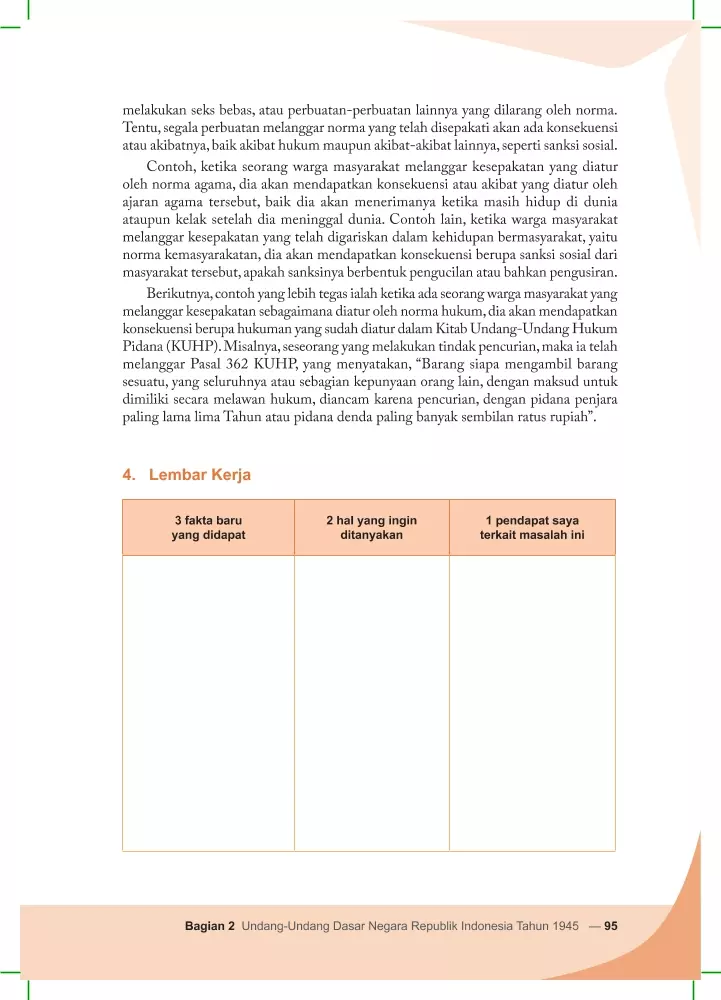 melakukan seks bebas, atau perbuatan-perbuatan lainnya yang dilarang oleh norma.
Tentu, segala perbuatan melanggar norma yang telah disepakati akan ada konsekuensi
atau akibatnya, baik akibat hukum maupun akibat-akibat lainnya, seperti sanksi sosial.
Contoh, ketika seorang warga masyarakat melanggar kesepakatan yang diatur
oleh norma agama, dia akan mendapatkan konsekuensi atau akibat yang diatur oleh
ajaran agama tersebut, baik dia akan menerimanya ketika masih hidup di dunia
ataupun kelak setelah dia meninggal dunia. Contoh lain, ketika warga masyarakat
melanggar kesepakatan yang telah digariskan dalam kehidupan bermasyarakat, yaitu
norma kemasyarakatan, dia akan mendapatkan konsekuensi berupa sanksi sosial dari
masyarakat tersebut, apakah sanksinya berbentuk pengucilan atau bahkan pengusiran.
Berikutnya, contoh yang lebih tegas ialah ketika ada seorang warga masyarakat yang
melanggar kesepakatan sebagaimana diatur oleh norma hukum, dia akan mendapatkan
konsekuensi berupa hukuman yang sudah diatur dalam Kitab Undang-Undang Hukum
Pidana (KUHP). Misalnya, seseorang yang melakukan tindak pencurian, maka ia telah
melanggar Pasal 362 KUHP, yang menyatakan, “Barang siapa mengambil barang
sesuatu, yang seluruhnya atau sebagian kepunyaan orang lain, dengan maksud untuk
dimiliki secara melawan hukum, diancam karena pencurian, dengan pidana penjara
paling lama lima Tahun atau pidana denda paling banyak sembilan ratus rupiah”.
4. Lembar Kerja
3 fakta baru
yang didapat
2 hal yang ingin
ditanyakan
1 pendapat saya
terkait masalah ini
Bagian 2 Undang-Undang Dasar Negara Republik Indonesia Tahun 1945 — 95